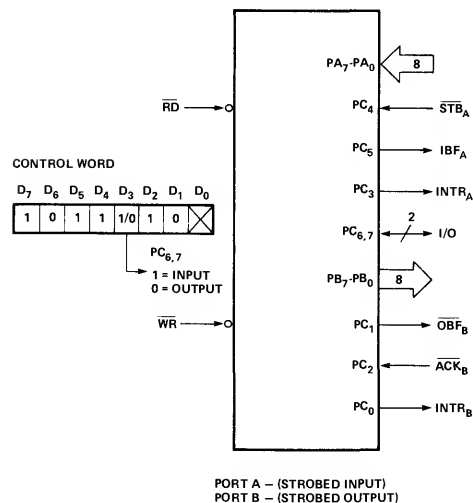 PA7-PA0
8
RD
PC4
STBA
PC5
IBFA
CONTROL WORD
PC3
INTRA
D7 D6 D5 D4 D3 D2 D1 D0
1 0 1 1 1/0 1 0 X
PC6,7
2
I/O
PC6,7
1 = INPUT
0 = OUTPUT
PB7-PB0
8
WR
PC1
OBFB
PC2
ACKB
PC0
INTRB
PORT A – (STROBED INPUT)
PORT B – (STROBED OUTPUT)